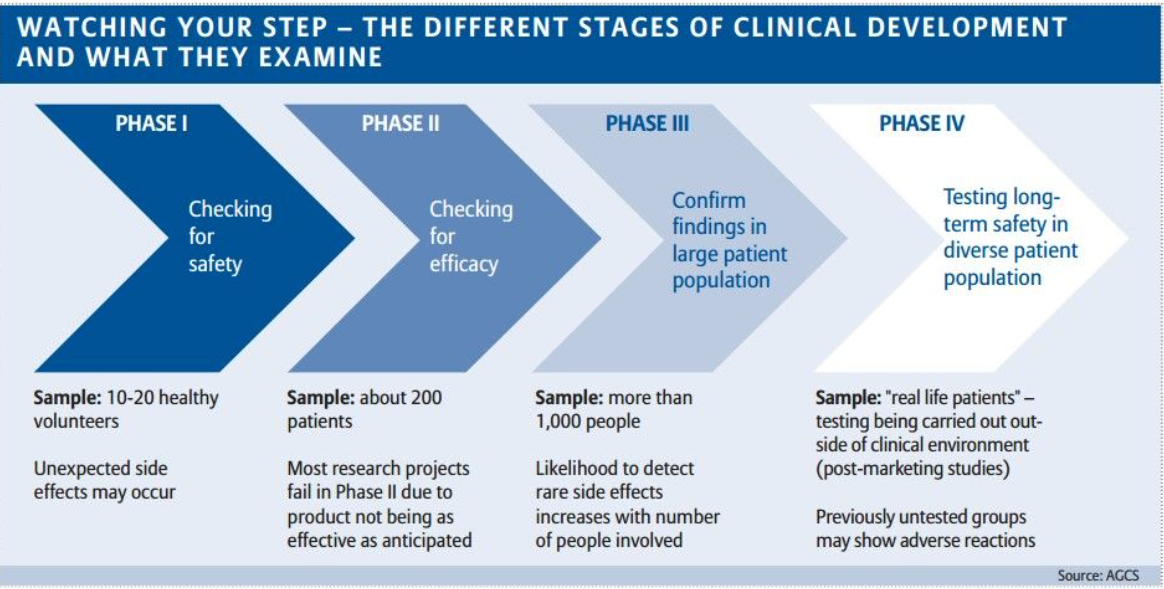 WATCHING YOUR STEP – THE DIFFERENT STAGES OF CLINICAL DEVELOPMENT
AND WHAT THEY EXAMINE
PHASE I
Checking
for
safety
Sample: 10-20 healthy
volunteers
Unexpected side
effects may occur
PHASE II
Checking
for
efficacy
Sample: about 200
patients
Most research projects
fail in Phase II due to
product not being as
effective as anticipated
PHASE III
Confirm
findings in
large patient
population
Sample: more than
1,000 people
Likelihood to detect
rare side effects
increases with number
of people involved
PHASE IV
Testing long-
term safety in
diverse patient
population
Sample: "real life patients" –
testing being carried out out-
side of clinical environment
(post-marketing studies)
Previously untested groups
may show adverse reactions
Source: AGCS